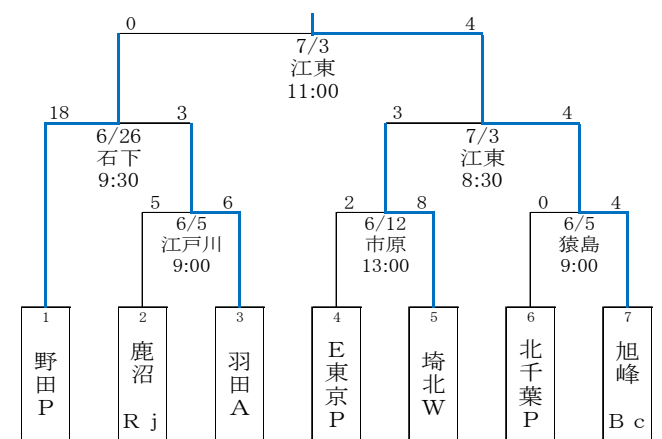 0 4
7/3
江東
11:00
18 3
6/26
石下
9:30
3 4
7/3
江東
8:30
5 6
6/5
江戸川
9:00
2 8
6/12
市原
13:00
0 4
6/5
猿島
9:00
1
野田P
2
鹿沼Rj
3
羽田A
4
E東京P
5
埼北W
6
北千葉P
7
旭峰Bc